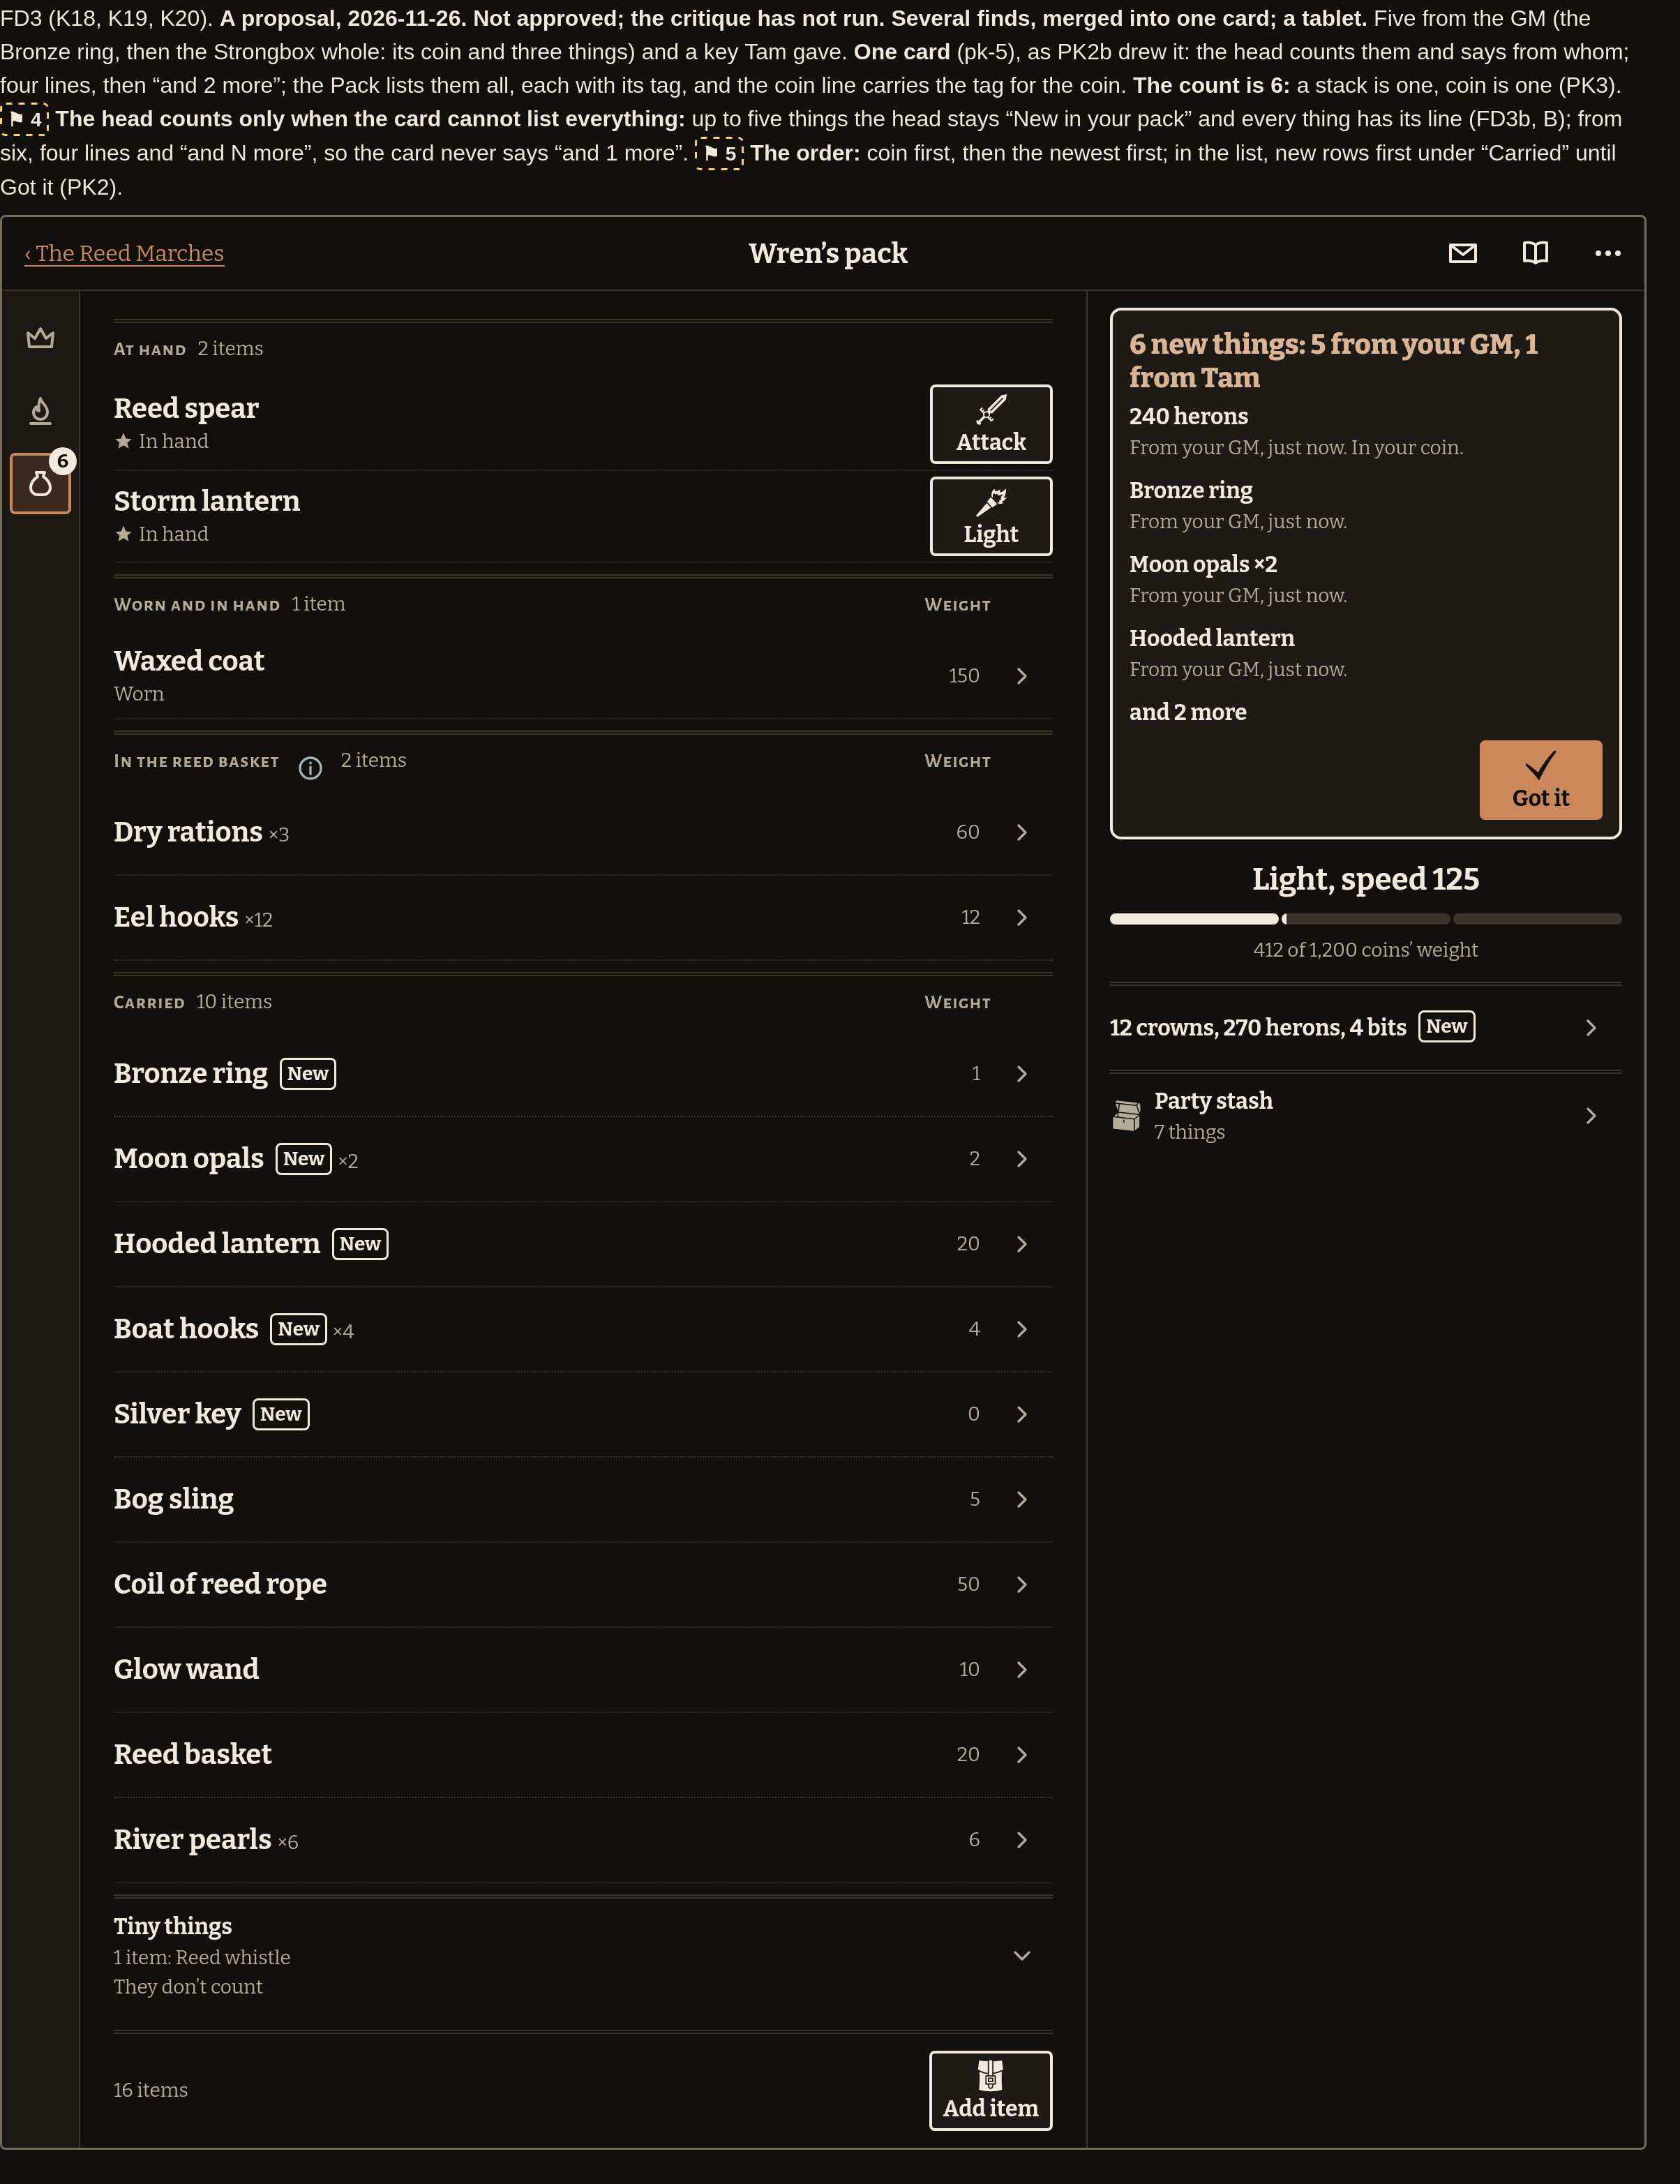 FD3 (K18, K19, K20). A proposal, 2026-11-26. Not approved; the critique has not run. Several finds, merged into one card; a tablet. Five from the GM (the
Bronze ring, then the Strongbox whole: its coin and three things) and a key Tam gave. One card (pk-5), as PK2b drew it: the head counts them and says from whom;
four lines, then “and 2 more”; the Pack lists them all, each with its tag, and the coin line carries the tag for the coin. The count is 6: a stack is one, coin is one (PK3).
⚑ 4 The head counts only when the card cannot list everything: up to five things the head stays “New in your pack” and every thing has its line (FD3b, B); from
six, four lines and “and N more”, so the card never says “and 1 more”. ⚑ 5 The order: coin first, then the newest first; in the list, new rows first under “Carried” until
Got it (PK2).
‹ The Reed Marches
Wren’s pack
6
At hand 2 items
Reed spear
★ In hand
Attack
Storm lantern
★ In hand
Light
Worn and in hand 1 item
Weight
Waxed coat
Worn
150
In the reed basket 2 items
Weight
Dry rations ×3
60
Eel hooks ×12
12
Carried 10 items
Weight
Bronze ring New
1
Moon opals New ×2
2
Hooded lantern New
20
Boat hooks New ×4
4
Silver key New
0
Bog sling
5
Coil of reed rope
50
Glow wand
10
Reed basket
20
River pearls ×6
6
Tiny things
1 item: Reed whistle
They don’t count
16 items
Add item
6 new things: 5 from your GM, 1
from Tam
240 herons
From your GM, just now. In your coin.
Bronze ring
From your GM, just now.
Moon opals ×2
From your GM, just now.
Hooded lantern
From your GM, just now.
and 2 more
Got it
Light, speed 125
412 of 1,200 coins’ weight
12 crowns, 270 herons, 4 bits New
Party stash
7 things